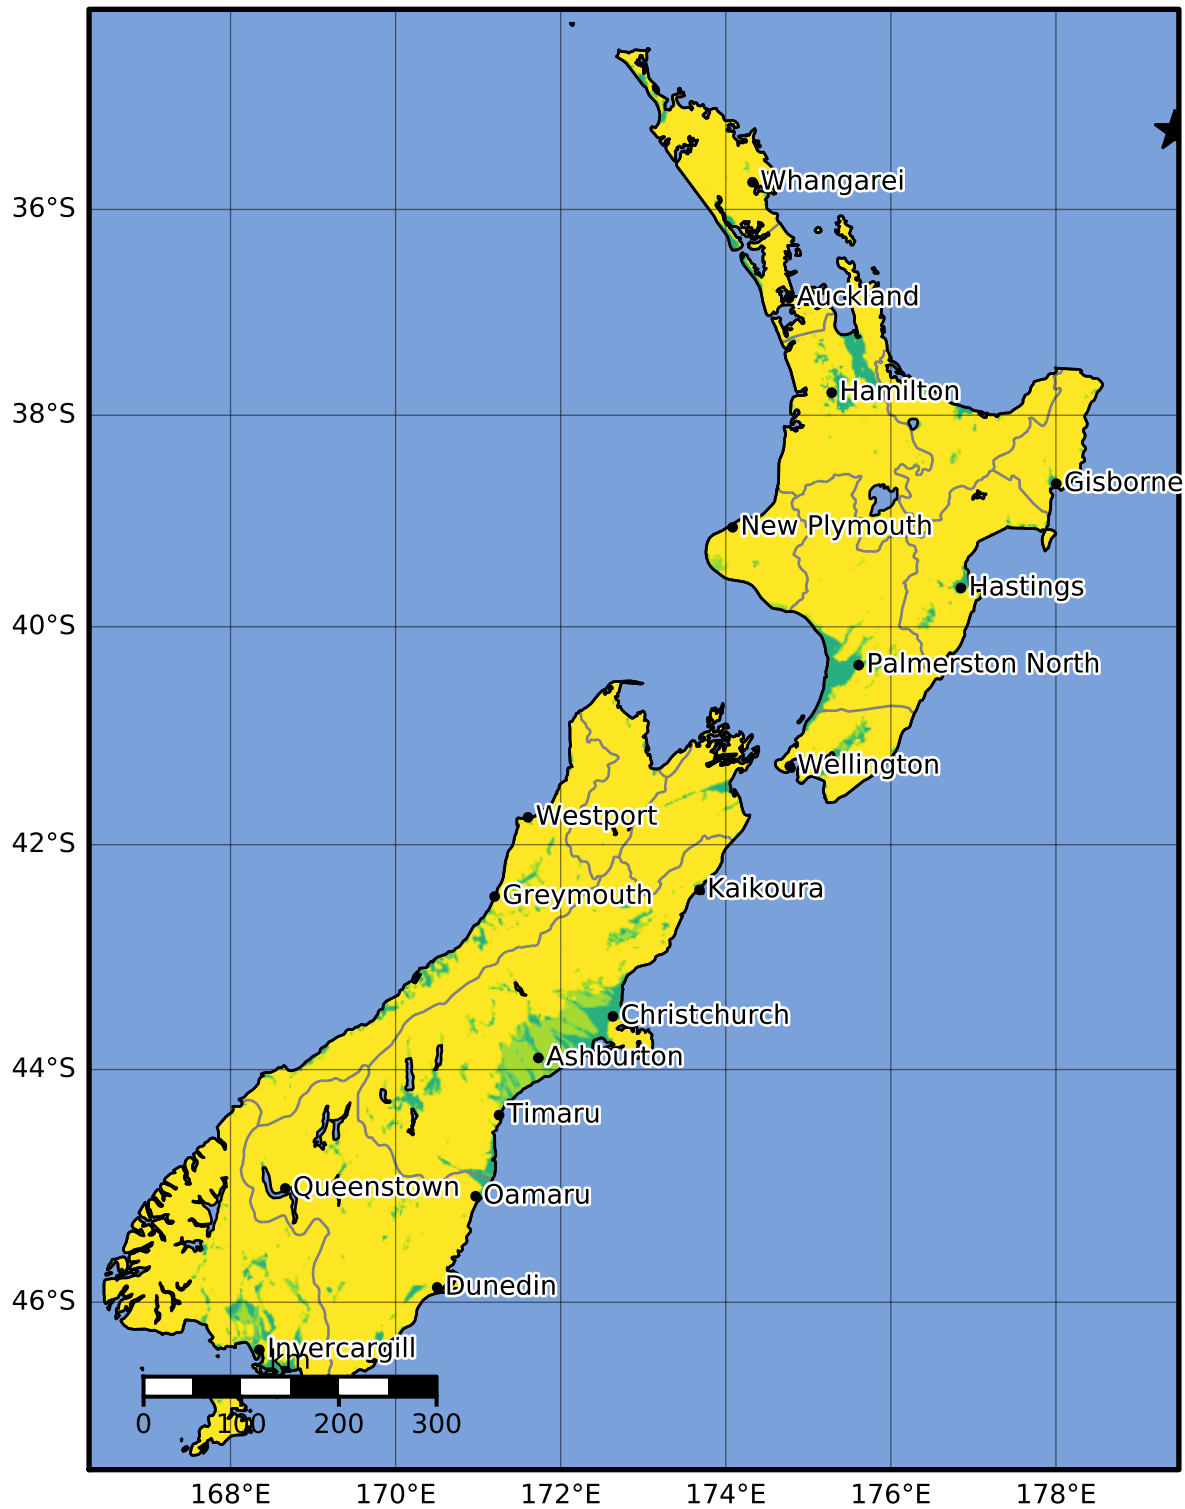 Whangarei
36°S
Auckland
Hamilton
38°S
Gisborne
New Plymouth
Hastings
40°S
Palmerston North
Wellington
Westport
42°S
Kaikoura
Greymouth
Christchurch
Ashburton
44°S
Timaru
Queenstown
Oamaru
Dunedin
46°S
Invercargill
km
0 100 200 300
168°E 170°E 172°E 174°E 176°E 178°E